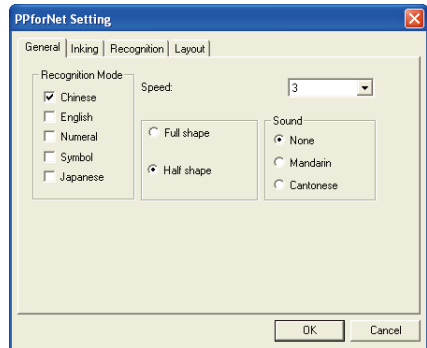 PPforNet Setting
General Inking Recognition Layout
Recognition Mode
Chinese
English
Numeral
Symbol
Japanese
Speed: 3
Full shape
Half shape
Sound
None
Mandarin
Cantonese
OK Cancel